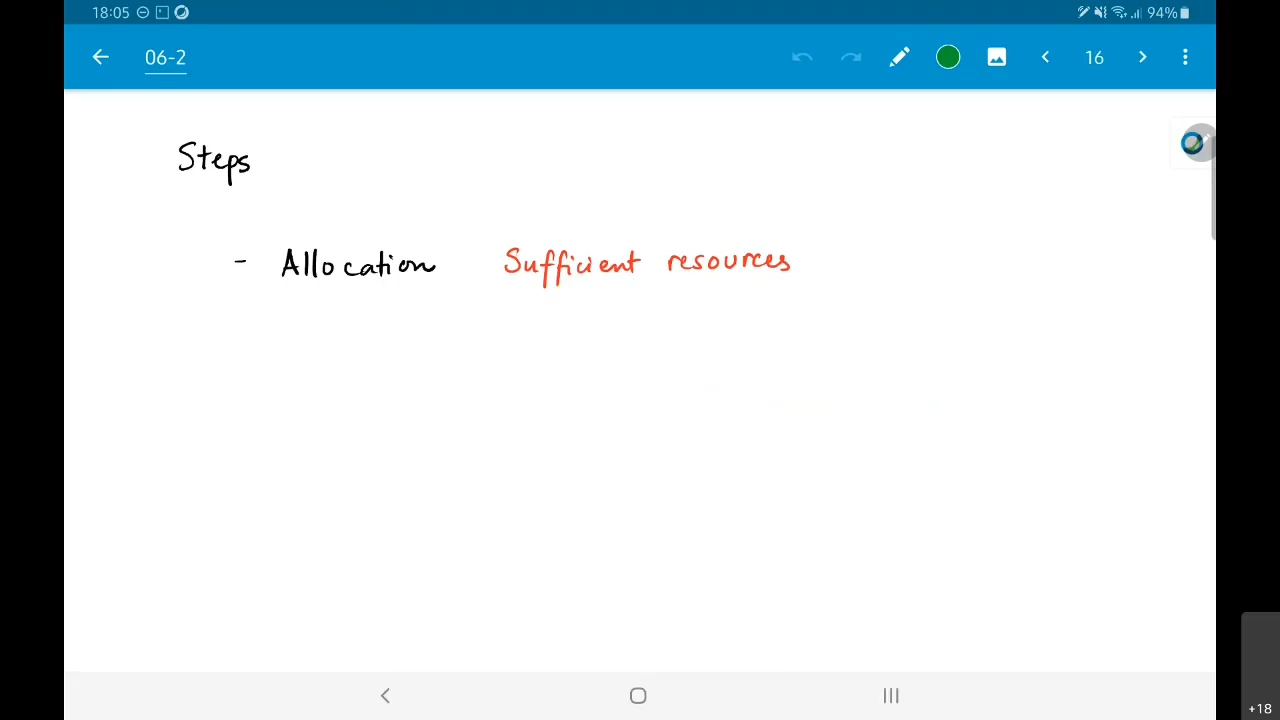 18:05 94%
06-2 16
Steps
- Allocation Sufficient resources
+18